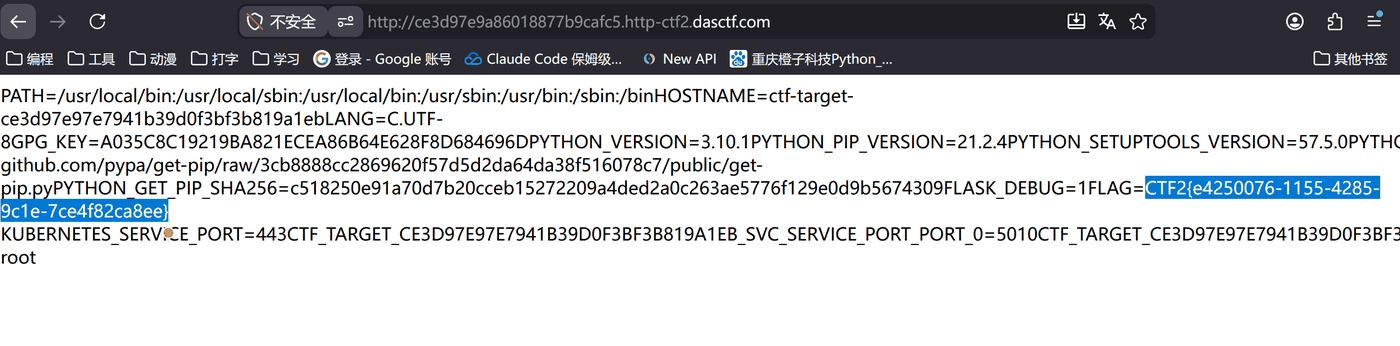 不安全
http://ce3d97e9a86018877b9cafc5.http-ctf2.dasctf.com
编程 工具 动漫 打字 学习 登录 - Google 账号 Claude Code 保姆级... New API 重庆橙子科技Python_... 其他书签
PATH=/usr/local/bin:/usr/local/sbin:/usr/local/bin:/usr/sbin:/usr/bin:/sbin:/binHOSTNAME=ctf-target-
ce3d97e97e7941b39d0f3bf3b819a1ebLANG=C.UTF-
8GPG_KEY=A035C8C19219BA821ECEA86B64E628F8D684696DPYTHON_VERSION=3.10.1PYTHON_PIP_VERSION=21.2.4PYTHON_SETUPTOOLS_VERSION=57.5.0PYTHO
github.com/pypa/get-pip/raw/3cb8888cc2869620f57d5d2da64da38f516078c7/public/get-
pip.pyPYTHON_GET_PIP_SHA256=c518250e91a70d7b20cceb15272209a4ded2a0c263ae5776f129e0d9b5674309FLASK_DEBUG=1FLAG=CTF2{e4250076-1155-4285-
9c1e-7ce4f82ca8ee}
KUBERNETES_SERVICE_PORT=443CTF_TARGET_CE3D97E97E7941B39D0F3BF3B819A1EB_SVC_SERVICE_PORT_PORT_0=5010CTF_TARGET_CE3D97E97E7941B39D0F3BF3
root